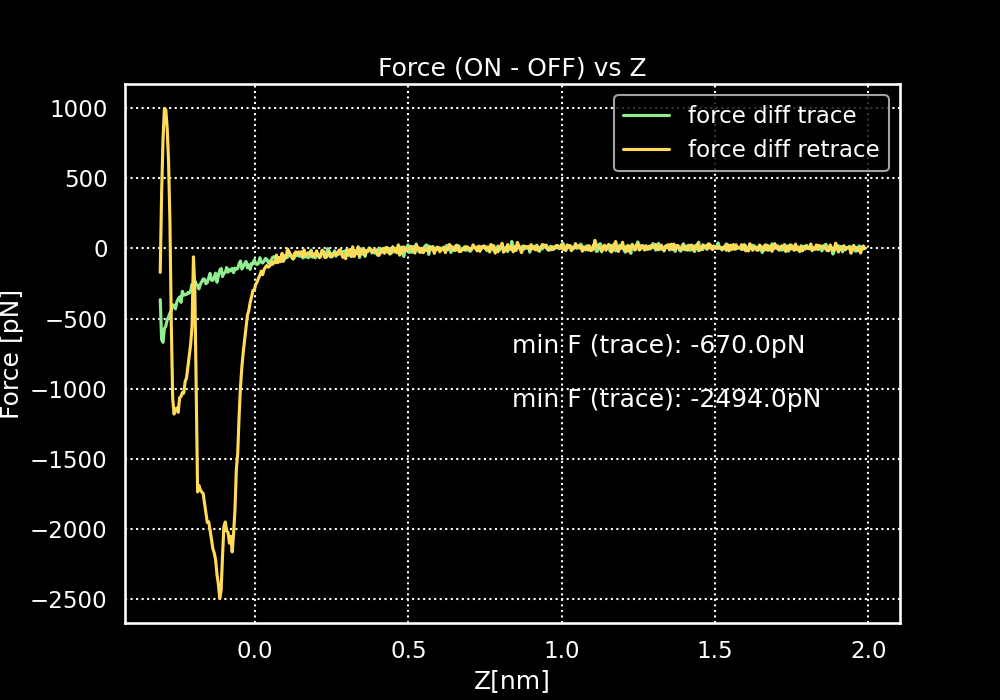 Force (ON - OFF) vs Z
force diff trace
force diff retrace
1000
500
0
−500
−1000
−1500
−2000
−2500
Force [pN]
min F (trace): -670.0pN
min F (trace): -2494.0pN
0.0 0.5 1.0 1.5 2.0
Z[nm]